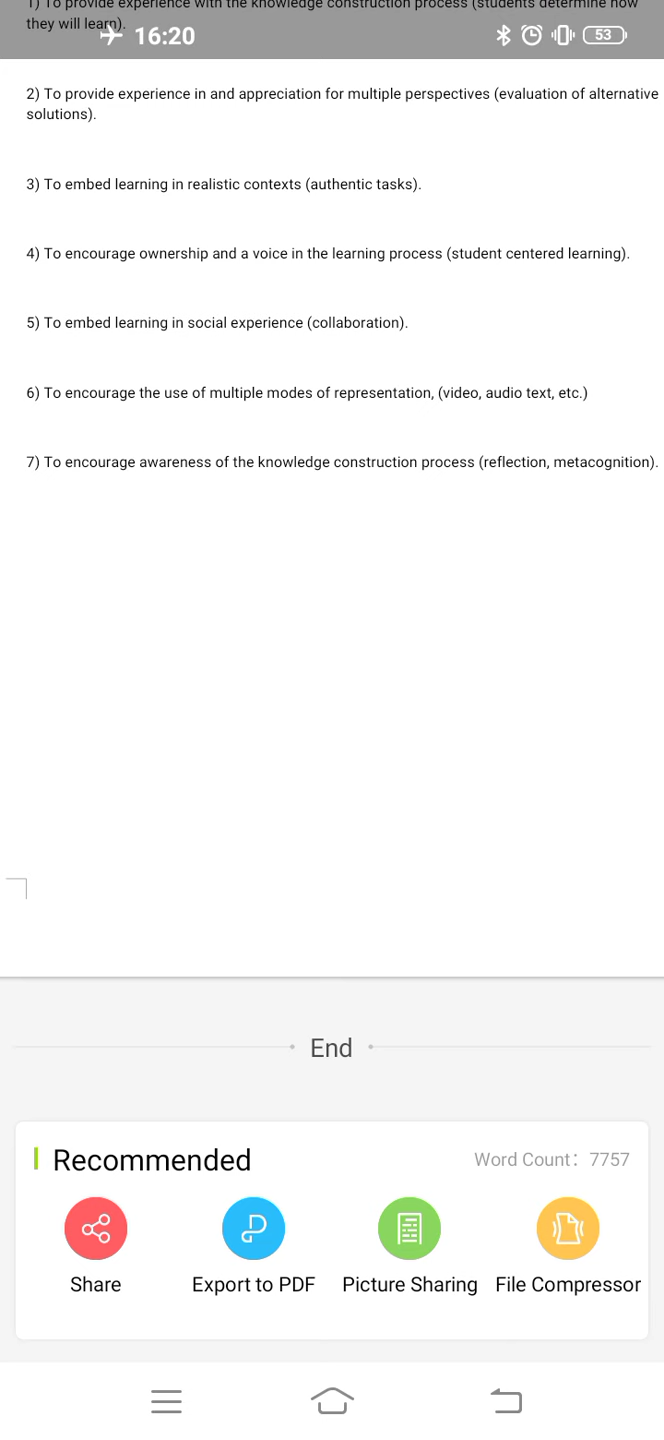 1) To provide experience with the knowledge construction process (students determine how
they will learn).
16:20
53
2) To provide experience in and appreciation for multiple perspectives (evaluation of alternative
solutions).
3) To embed learning in realistic contexts (authentic tasks).
4) To encourage ownership and a voice in the learning process (student centered learning).
5) To embed learning in social experience (collaboration).
6) To encourage the use of multiple modes of representation, (video, audio text, etc.)
7) To encourage awareness of the knowledge construction process (reflection, metacognition).
End
Recommended
Word Count: 7757
Share
Export to PDF
Picture Sharing
File Compressor